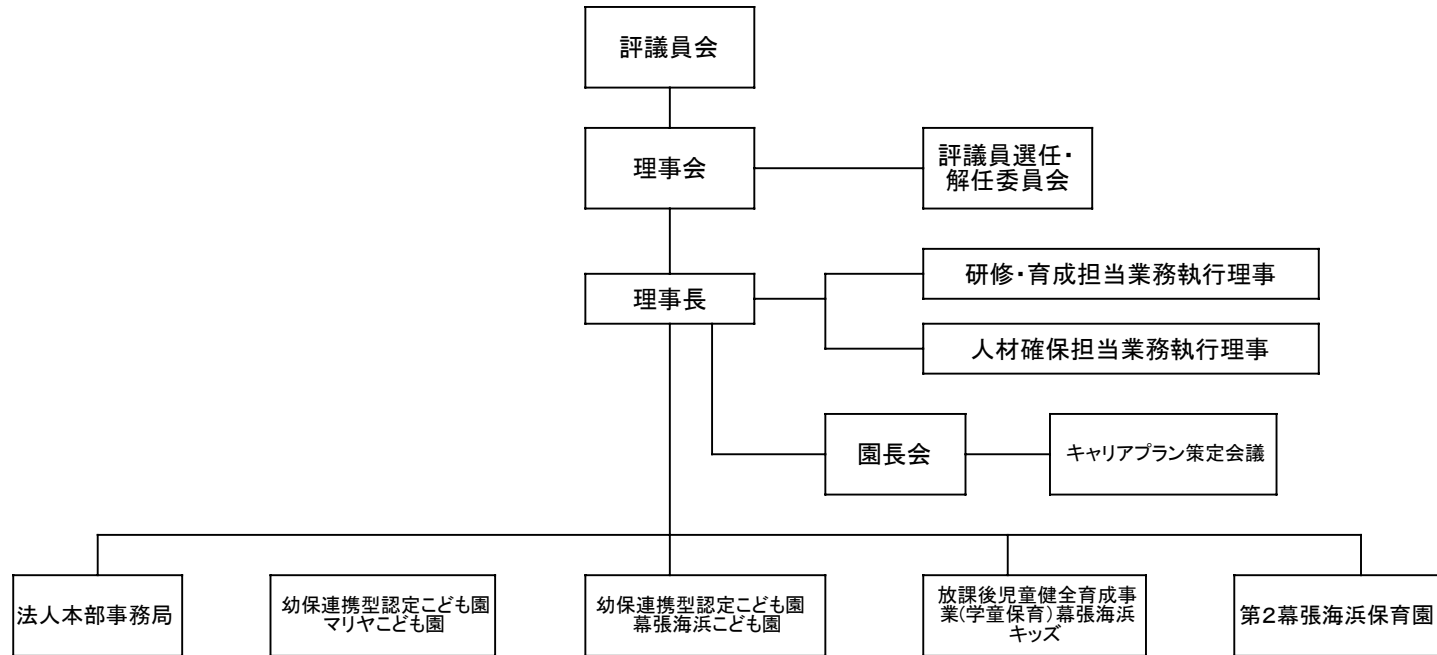 評議員会
理事会
評議員選任・
解任委員会
理事長
研修・育成担当業務執行理事
人材確保担当業務執行理事
園長会
キャリアプラン策定会議
法人本部事務局
幼保連携型認定こども園
マリヤこども園
幼保連携型認定こども園
幕張海浜こども園
放課後児童健全育成事
業(学童保育)幕張海浜
キッズ
第２幕張海浜保育園